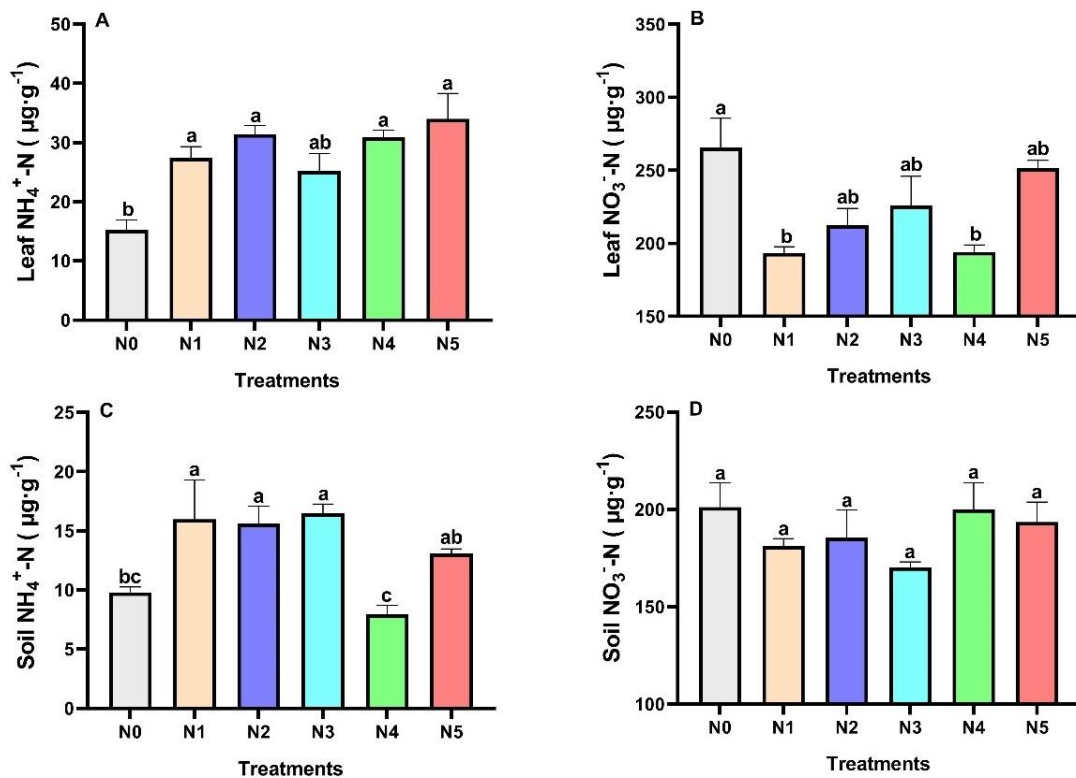 A
Leaf NH₄⁺-N ( µg·g⁻¹)
50
40
30
20
10
0
b
a
a
ab
a
a
N0 N1 N2 N3 N4 N5
Treatments
B
Leaf NO₃⁻-N ( µg·g⁻¹)
350
300
250
200
150
a
b
ab
ab
b
ab
N0 N1 N2 N3 N4 N5
Treatments
C
Soil NH₄⁺-N ( µg·g⁻¹)
25
20
15
10
5
0
bc
a
a
a
c
ab
N0 N1 N2 N3 N4 N5
Treatments
D
Soil NO₃⁻-N ( µg·g⁻¹)
250
200
150
100
a
a
a
a
a
a
N0 N1 N2 N3 N4 N5
Treatments